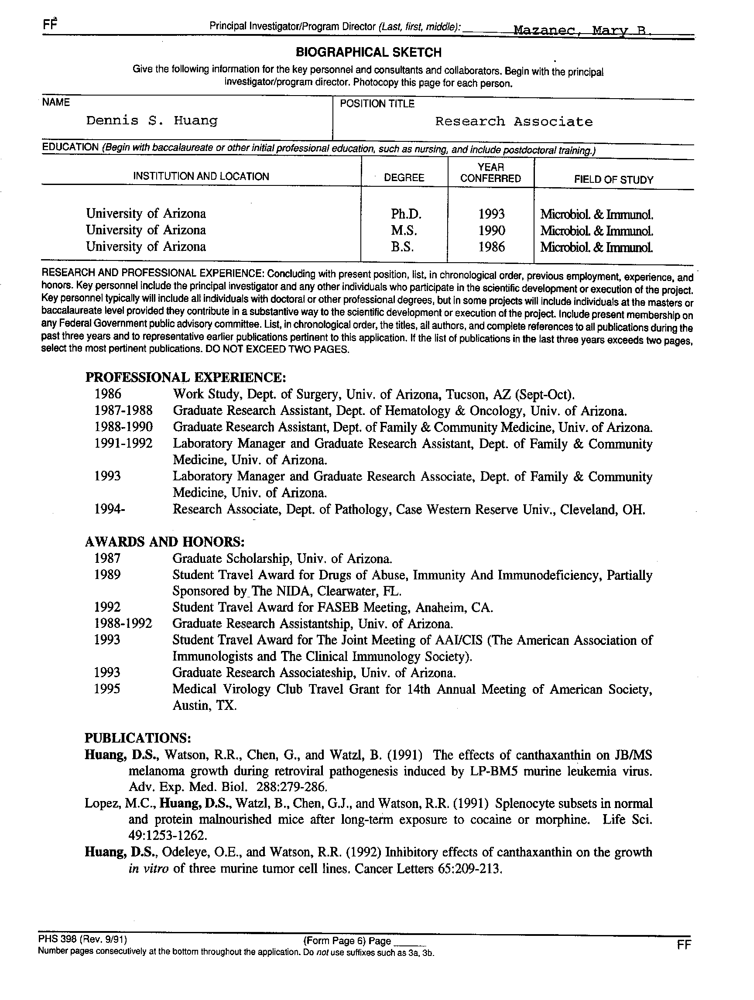 FF Principal Investigator/Program Director (Last, first, middle): Mazanec, Mary B.
BIOGRAPHICAL SKETCH
Give the following information for the key personnel and consultants and collaborators. Begin with the principal
investigator/program director. Photocopy this page for each person.
NAME POSITION TITLE
Dennis S. Huang Research Associate
EDUCATION (Begin with baccalaureate or other initial professional education, such as nursing, and include postdoctoral training.)
INSTITUTION AND LOCATION DEGREE YEAR CONFERRED FIELD OF STUDY
University of Arizona Ph.D. 1993 Microbiol. & Immunol.
University of Arizona M.S. 1990 Microbiol. & Immunol.
University of Arizona B.S. 1986 Microbiol. & Immunol.
RESEARCH AND PROFESSIONAL EXPERIENCE: Concluding with present position, list, in chronological order, previous employment, experience, and
honors. Key personnel include the principal investigator and any other individuals who participate in the scientific development or execution of the project.
Key personnel typically will include all individuals with doctoral or other professional degrees, but in some projects will include individuals at the masters or
baccalaureate level provided they contribute in a substantive way to the scientific development or execution of the project. Include present membership on
any Federal Government public advisory committee. List, in chronological order, the titles, all authors, and complete references to all publications during the
past three years and to representative earlier publications pertinent to this application. If the list of publications in the last three years exceeds two pages,
select the most pertinent publications. DO NOT EXCEED TWO PAGES.
PROFESSIONAL EXPERIENCE:
1986 Work Study, Dept. of Surgery, Univ. of Arizona, Tucson, AZ (Sept-Oct).
1987-1988 Graduate Research Assistant, Dept. of Hematology & Oncology, Univ. of Arizona.
1988-1990 Graduate Research Assistant, Dept. of Family & Community Medicine, Univ. of Arizona.
1991-1992 Laboratory Manager and Graduate Research Assistant, Dept. of Family & Community
Medicine, Univ. of Arizona.
1993 Laboratory Manager and Graduate Research Associate, Dept. of Family & Community
Medicine, Univ. of Arizona.
1994- Research Associate, Dept. of Pathology, Case Western Reserve Univ., Cleveland, OH.
AWARDS AND HONORS:
1987 Graduate Scholarship, Univ. of Arizona.
1989 Student Travel Award for Drugs of Abuse, Immunity And Immunodeficiency, Partially
Sponsored by The NIDA, Clearwater, FL.
1992 Student Travel Award for FASEB Meeting, Anaheim, CA.
1988-1992 Graduate Research Assistantship, Univ. of Arizona.
1993 Student Travel Award for The Joint Meeting of AAI/CIS (The American Association of
Immunologists and The Clinical Immunology Society).
1993 Graduate Research Associateship, Univ. of Arizona.
1995 Medical Virology Club Travel Grant for 14th Annual Meeting of American Society,
Austin, TX.
PUBLICATIONS:
Huang, D.S., Watson, R.R., Chen, G., and Watzl, B. (1991) The effects of canthaxanthin on JB/MS
melanoma growth during retroviral pathogenesis induced by LP-BM5 murine leukemia virus.
Adv. Exp. Med. Biol. 288:279-286.
Lopez, M.C., Huang, D.S., Watzl, B., Chen, G.J., and Watson, R.R. (1991) Splenocyte subsets in normal
and protein malnourished mice after long-term exposure to cocaine or morphine. Life Sci.
49:1253-1262.
Huang, D.S., Odeleye, O.E., and Watson, R.R. (1992) Inhibitory effects of canthaxanthin on the growth
in vitro of three murine tumor cell lines. Cancer Letters 65:209-213.
PHS 398 (Rev. 9/91) (Form Page 6) Page ______ FF
Number pages consecutively at the bottom throughout the application. Do not use suffixes such as 3a, 3b.